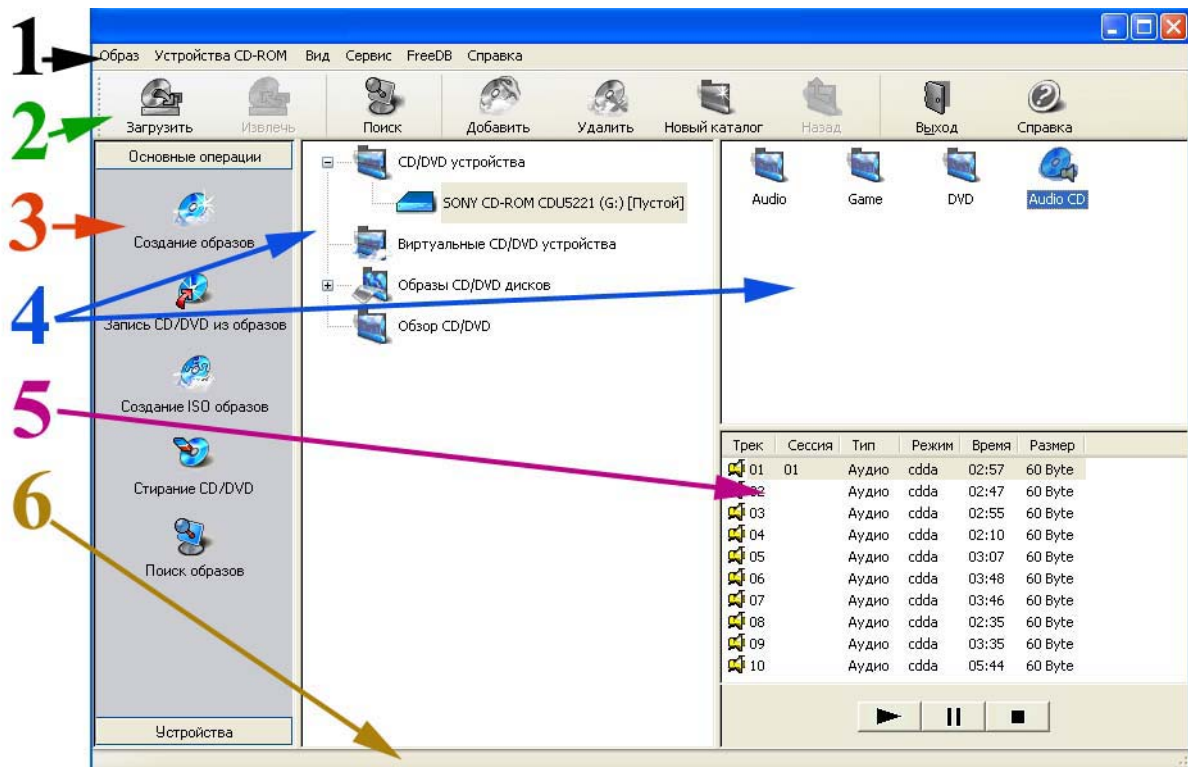 1
Образ Устройства CD-ROM Вид Сервис FreeDB Справка
2
Загрузить Извлечь Поиск Добавить Удалить Новый каталог Назад Выход Справка
Основные операции
3
Создание образов
4
Запись CD/DVD из образов
Создание ISO образов
5
Стирание CD/DVD
6
Поиск образов
Устройства
CD/DVD устройства
SONY CD-ROM CDU5221 (G:) [Пустой]
Виртуальные CD/DVD устройства
Образы CD/DVD дисков
Обзор CD/DVD
Audio Game DVD Audio CD
Трек Сессия Тип Режим Время Размер
01 01 Аудио cdda 02:57 60 Byte
02 Аудио cdda 02:47 60 Byte
03 Аудио cdda 02:55 60 Byte
04 Аудио cdda 02:10 60 Byte
05 Аудио cdda 03:07 60 Byte
06 Аудио cdda 03:48 60 Byte
07 Аудио cdda 03:46 60 Byte
08 Аудио cdda 02:35 60 Byte
09 Аудио cdda 03:35 60 Byte
10 Аудио cdda 05:44 60 Byte